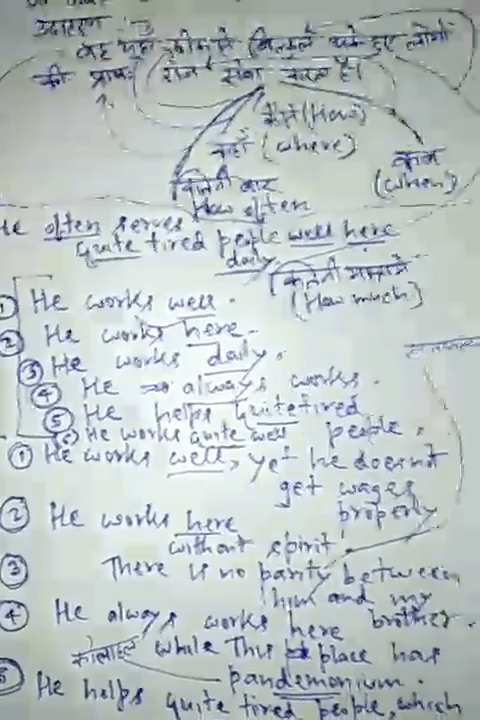 उदाहरण :-
वह यहाँ बिल्कुल थके हुए लोगों
की प्रायः रोज सेवा करता है।
कैसे (How)
कहाँ (where)
काल
(when)
कितनी बार
How often
He often serves
quite tired people well here
daily.
(कितनी मात्रा में
(How much)
① He works well.
② He works here.
③ He works daily.
④ He always works.
⑤ He helps quite tired
people.
⑥ He works quite well
① He works well, yet he doesn't
get wages
properly
② He works here
without spirit
③ There is no parity between
him and my
brother.
④ He always works here
कोलाहल while This place has
pandemonium.
⑤ He helps quite tired people, which